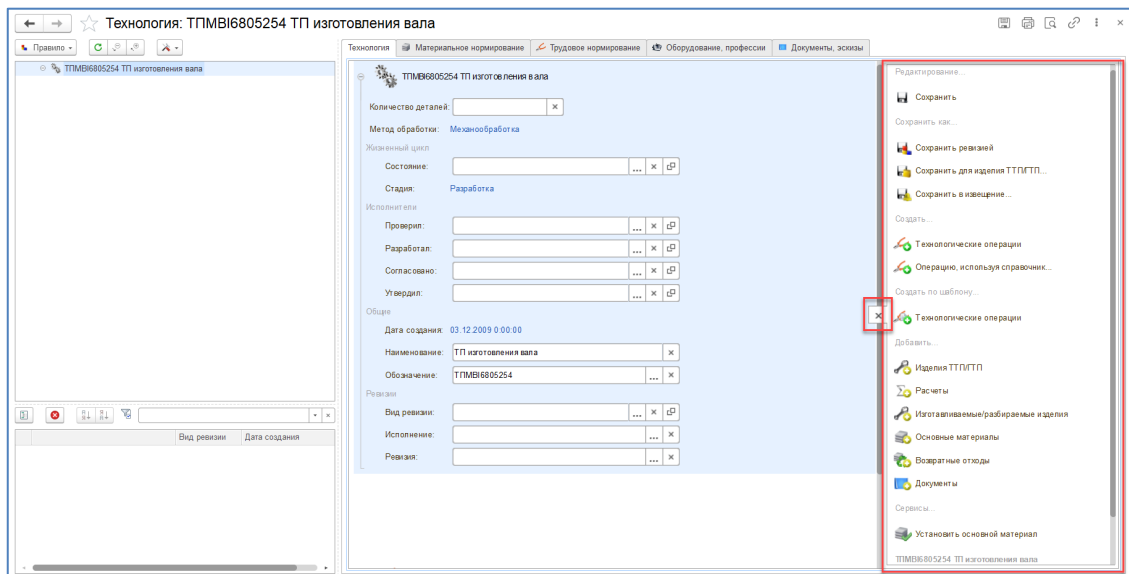 Технология: ТПМВI6805254 ТП изготовления вала
Правило
ТПМВI6805254 ТП изготовления вала
Вид ревизии Дата создания
Технология Материальное нормирование Трудовое нормирование Оборудование, профессии Документы, эскизы
ТПМВI6805254 ТП изготовления вала
Количество деталей:
Метод обработки: Механообработка
Жизненный цикл
Состояние:
Стадия: Разработка
Исполнители
Проверил:
Разработал:
Согласовано:
Утвердил:
Общие
Дата создания: 03.12.2009 0:00:00
Наименование: ТП изготовления вала
Обозначение: ТПМВI6805254
Ревизии
Вид ревизии:
Исполнение:
Ревизия:
Редактирование...
Сохранить
Сохранить как...
Сохранить ревизией
Сохранить для изделия ТТП/ГТП...
Сохранить в извещение...
Создать...
Технологические операции
Операцию, используя справочник...
Создать по шаблону...
Технологические операции
Добавить...
Изделия ТТП/ГТП
Расчеты
Изготавливаемые/разбираемые изделия
Основные материалы
Возвратные отходы
Документы
Сервисы...
Установить основной материал
ТПМВI6805254 ТП изготовления вала